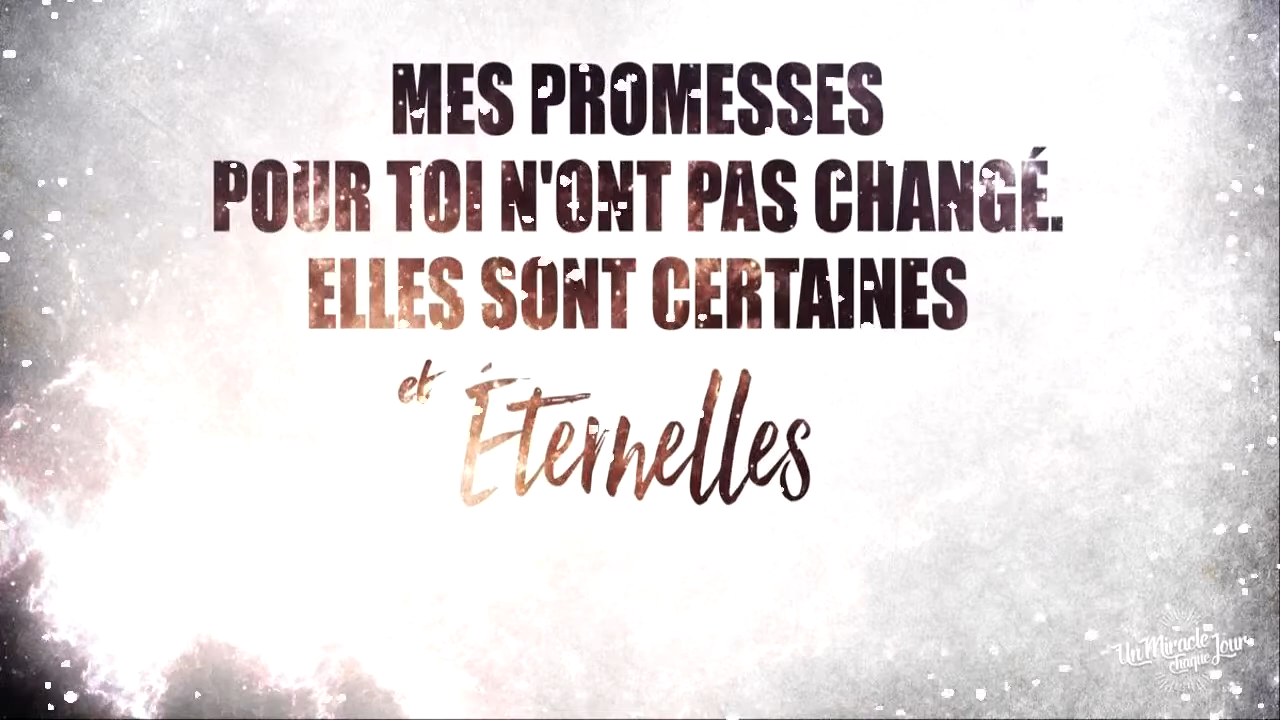 MES PROMESSES
POUR TOI N'ONT PAS CHANGÉ.
ELLES SONT CERTAINES
et Éternelles
Un Miracle
chaque Jour